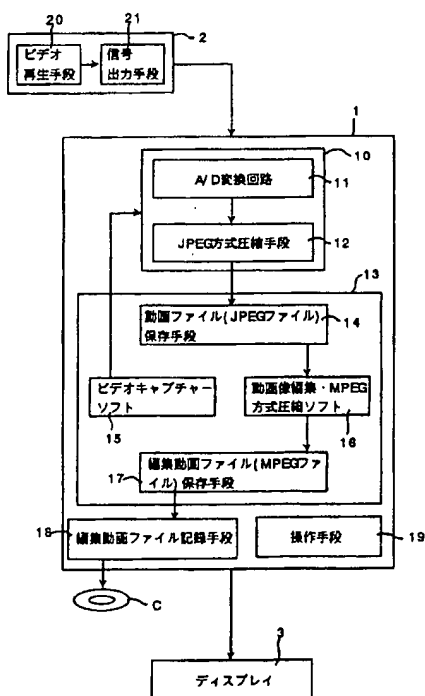 20
21
2
ビデオ
再生手段
信号
出力手段
1
10
A/D変換回路
11
JPEG方式圧縮手段
12
13
動画ファイル(JPEGファイル)
保存手段
14
ビデオキャプチャー
ソフト
15
動画像編集・MPEG
方式圧縮ソフト
16
編集動画ファイル(MPEGファ
イル)保存手段
17
18
編集動画ファイル記録手段
操作手段
19
C
3
ディスプレイ